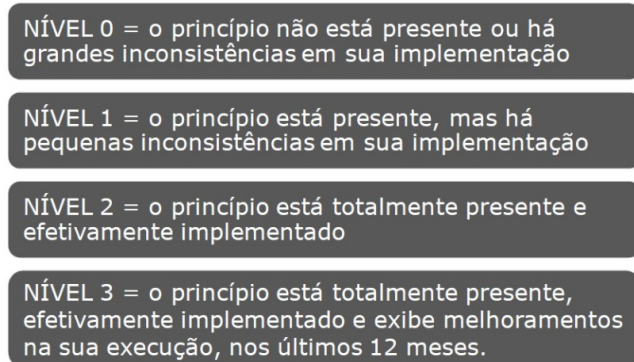 NÍVEL 0 = o princípio não está presente ou há
grandes inconsistências em sua implementação
NÍVEL 1 = o princípio está presente, mas há
pequenas inconsistências em sua implementação
NÍVEL 2 = o princípio está totalmente presente e
efetivamente implementado
NÍVEL 3 = o princípio está totalmente presente,
efetivamente implementado e exibe melhoramentos
na sua execução, nos últimos 12 meses.